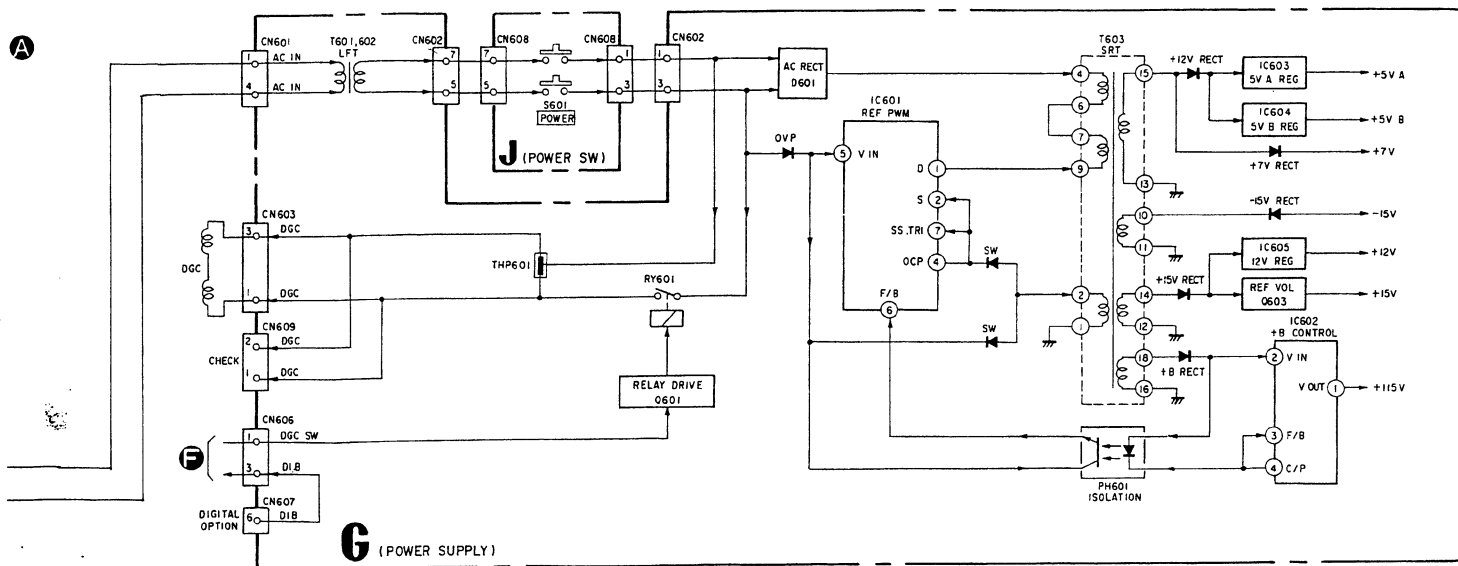 A
CN601
1 AC IN
4 AC IN
T601,602
LFT
CN602
7
5
CN608
7
5
S601
POWER
CN608
1
3
CN602
1
3
J (POWER SW)
AC RECT
D601
OVP
IC601
REF PWM
5 V IN
D 1
S 2
SS.TRI 7
OCP 4
F/B
6
SW
SW
T603
SRT
4
6
7
9
2
1
15
13
10
11
14
12
18
16
+12V RECT
IC603
5V A REG
+5V A
IC604
5V B REG
+5V B
+7V RECT
+7V
-15V RECT
-15V
IC605
12V REG
+12V
+15V RECT
REF VOL
Q603
+15V
+B RECT
IC602
+B CONTROL
2 V IN
V OUT 1
+115V
3 F/B
4 C/P
PH601
ISOLATION
CN603
3 DGC
DGC
1 DGC
THP601
RY601
CN609
2 DGC
CHECK
1 DGC
RELAY DRIVE
Q601
CN606
1 DGC SW
F
3 DI.B
CN607
DIGITAL
OPTION
6 DIB
G (POWER SUPPLY)